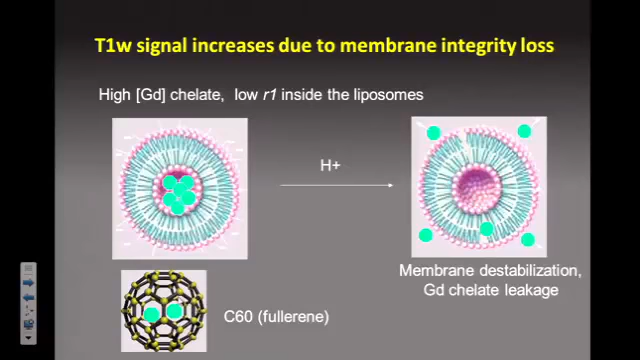 T1w signal increases due to membrane integrity loss
High [Gd] chelate, low r1 inside the liposomes
H+
Membrane destabilization,
Gd chelate leakage
C60 (fullerene)